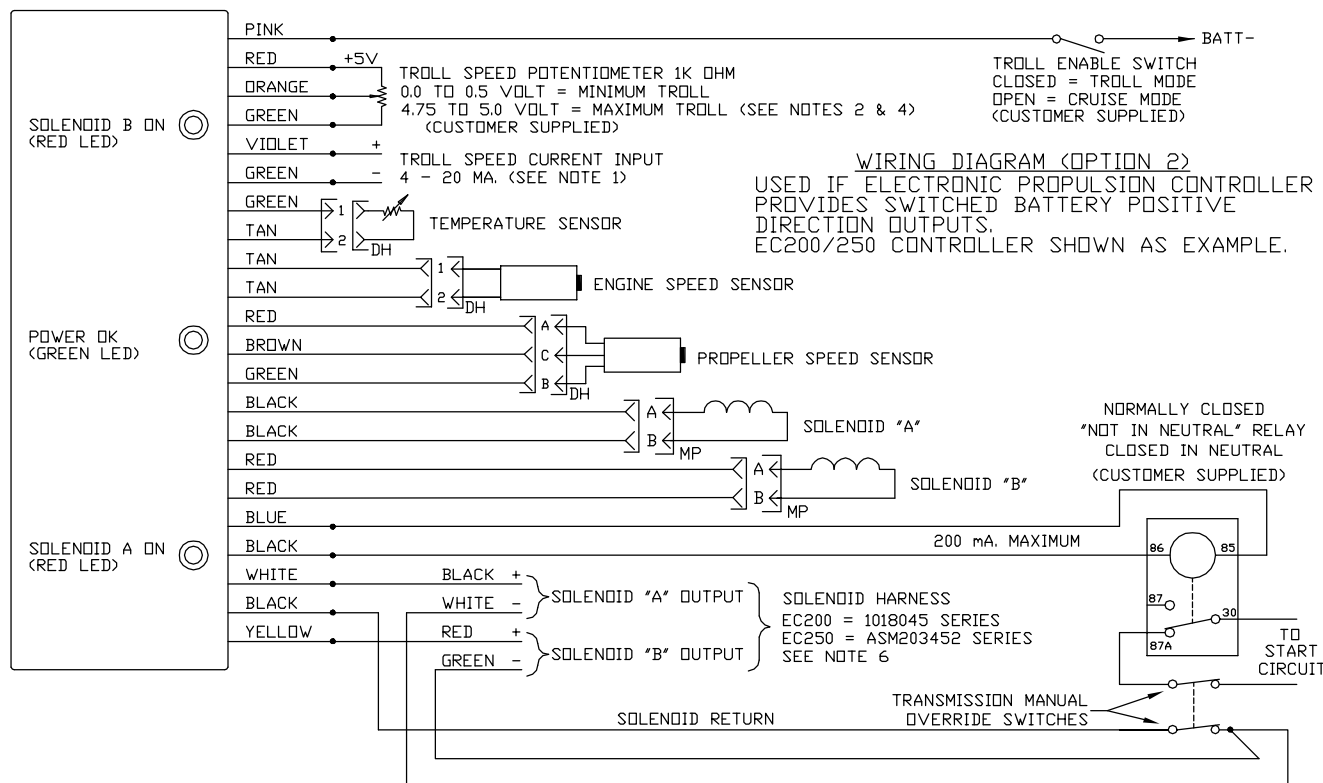 PINK
BATT-
RED
+5V
TROLL ENABLE SWITCH
CLOSED = TROLL MODE
OPEN = CRUISE MODE
(CUSTOMER SUPPLIED)
TROLL SPEED POTENTIOMETER 1K OHM
0.0 TO 0.5 VOLT = MINIMUM TROLL
4.75 TO 5.0 VOLT = MAXIMUM TROLL (SEE NOTES 2 & 4)
(CUSTOMER SUPPLIED)
ORANGE
GREEN
SOLENOID B ON
(RED LED)
VIOLET
+
TROLL SPEED CURRENT INPUT
4 - 20 MA. (SEE NOTE 1)
GREEN
-
WIRING DIAGRAM (OPTION 2)
USED IF ELECTRONIC PROPULSION CONTROLLER
PROVIDES SWITCHED BATTERY POSITIVE
DIRECTION OUTPUTS.
EC200/250 CONTROLLER SHOWN AS EXAMPLE.
GREEN
1
TEMPERATURE SENSOR
TAN
2
DH
TAN
1
ENGINE SPEED SENSOR
TAN
2
DH
RED
A
POWER OK
(GREEN LED)
BROWN
C
PROPELLER SPEED SENSOR
GREEN
B
DH
BLACK
A
SOLENOID "A"
BLACK
B
MP
NORMALLY CLOSED
"NOT IN NEUTRAL" RELAY
CLOSED IN NEUTRAL
(CUSTOMER SUPPLIED)
RED
A
SOLENOID "B"
RED
B
MP
BLUE
SOLENOID A ON
(RED LED)
BLACK
200 mA. MAXIMUM
86
85
WHITE
BLACK +
SOLENOID "A" OUTPUT
BLACK
WHITE -
SOLENOID HARNESS
EC200 = 1018045 SERIES
EC250 = ASM203452 SERIES
SEE NOTE 6
87
30
YELLOW
RED +
SOLENOID "B" OUTPUT
GREEN -
87A
TO
START
CIRCUIT
TRANSMISSION MANUAL
OVERRIDE SWITCHES
SOLENOID RETURN